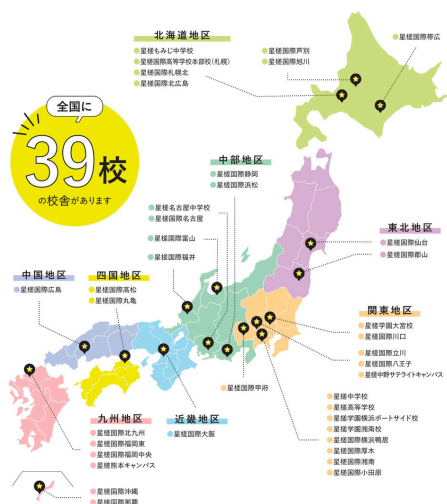 北海道地区
星槎もみじ中学校
星槎国際高等学校本部校(札幌)
星槎国際札幌北
星槎国際北広島
星槎国際芦別
星槎国際旭川
星槎国際帯広
全国に
39校
の校舎があります
中部地区
星槎国際静岡
星槎国際浜松
星槎名古屋中学校
星槎国際名古屋
星槎国際富山
星槎国際福井
東北地区
星槎国際仙台
星槎国際郡山
中国地区
星槎国際広島
四国地区
星槎国際高松
星槎国際丸亀
関東地区
星槎学園大宮校
星槎国際川口
星槎国際立川
星槎国際八王子
星槎中野サテライトキャンパス
星槎国際甲府
星槎中学校
星槎高等学校
星槎学園横浜ポートサイド校
星槎学園湘南校
星槎国際横浜鴨居
星槎国際厚木
星槎国際湘南
星槎国際小田原
九州地区
星槎国際北九州
星槎国際福岡東
星槎国際福岡中央
星槎熊本キャンパス
近畿地区
星槎国際大阪
星槎国際沖縄
星槎国際那覇